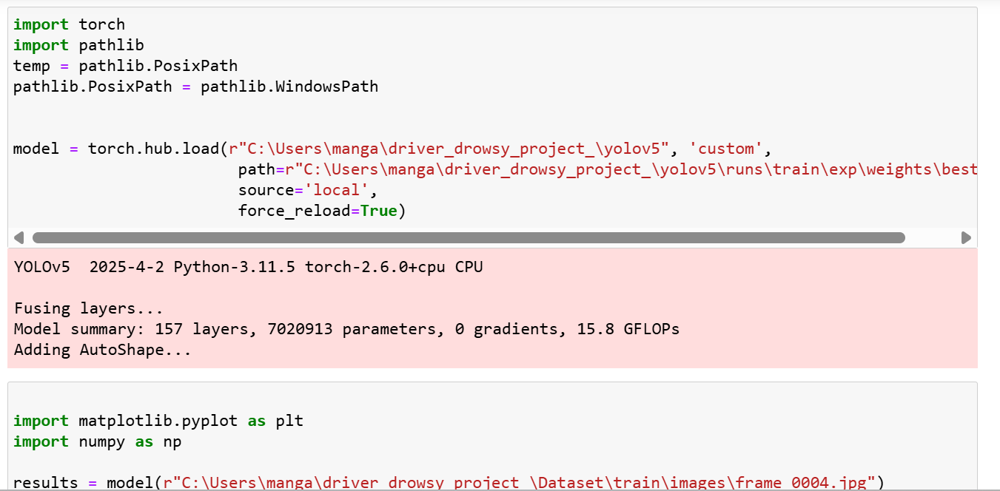 import torch
import pathlib
temp = pathlib.PosixPath
pathlib.PosixPath = pathlib.WindowsPath
model = torch.hub.load(r"C:\Users\manga\driver_drowsy_project_\yolov5", 'custom',
path=r"C:\Users\manga\driver_drowsy_project_\yolov5\runs\train\exp\weights\best
source='local',
force_reload=True)
YOLOv5  2025-4-2 Python-3.11.5 torch-2.6.0+cpu CPU
Fusing layers...
Model summary: 157 layers, 7020913 parameters, 0 gradients, 15.8 GFLOPs
Adding AutoShape...
import matplotlib.pyplot as plt
import numpy as np
results = model(r"C:\Users\manga\driver_drowsy_project_\Dataset\train\images\frame_0004.jpg")